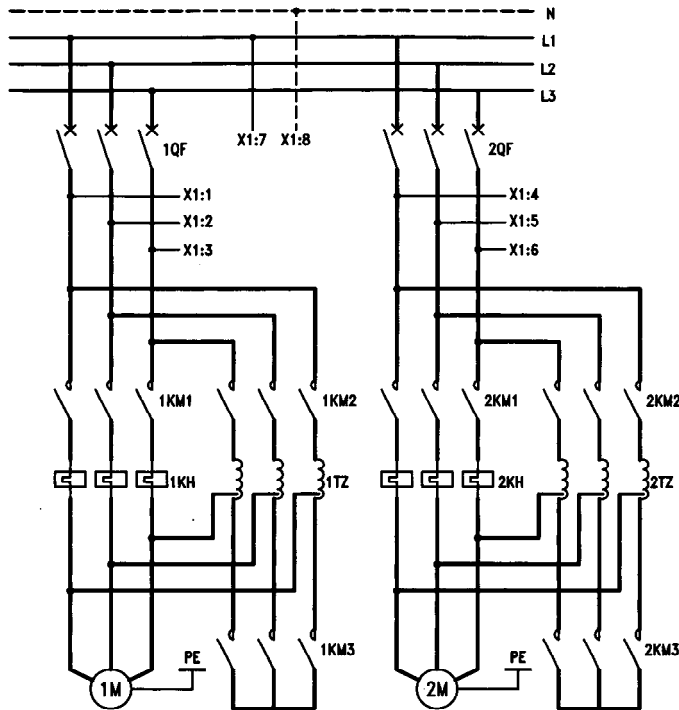 N
L1
L2
L3
X1:7 X1:8
1QF
2QF
X1:1
X1:2
X1:3
X1:4
X1:5
X1:6
1KM1
1KM2
2KM1
2KM2
1KH
1TZ
2KH
2TZ
1KM3
2KM3
PE
PE
1M
2M